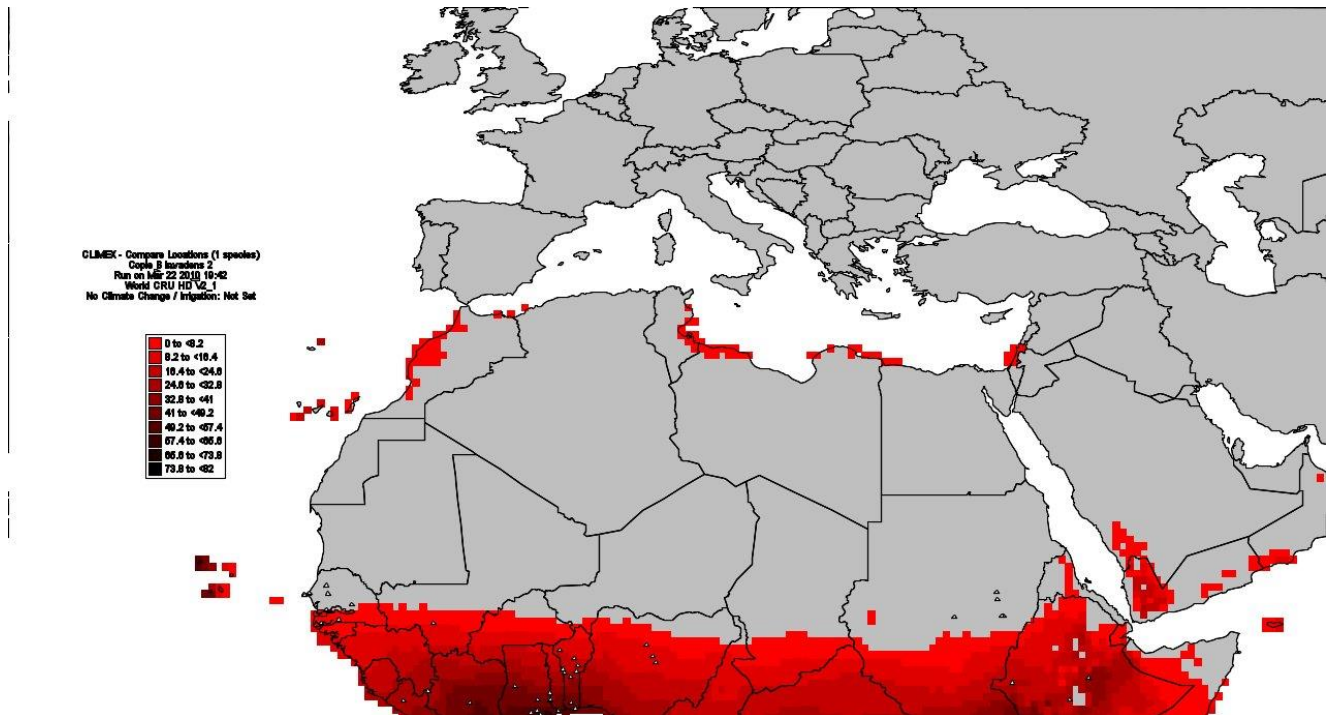 CLIMEX - Compare Locations (1 species)
Copie B invadens 2
Run on Mar 22 2010 19:42
World CRU HD V2_1
No Climate Change / Irrigation: Not Set
0 to <8.2
8.2 to <16.4
16.4 to <24.6
24.6 to <32.8
32.8 to <41
41 to <49.2
49.2 to <57.4
57.4 to <65.6
65.6 to <73.8
73.8 to <82